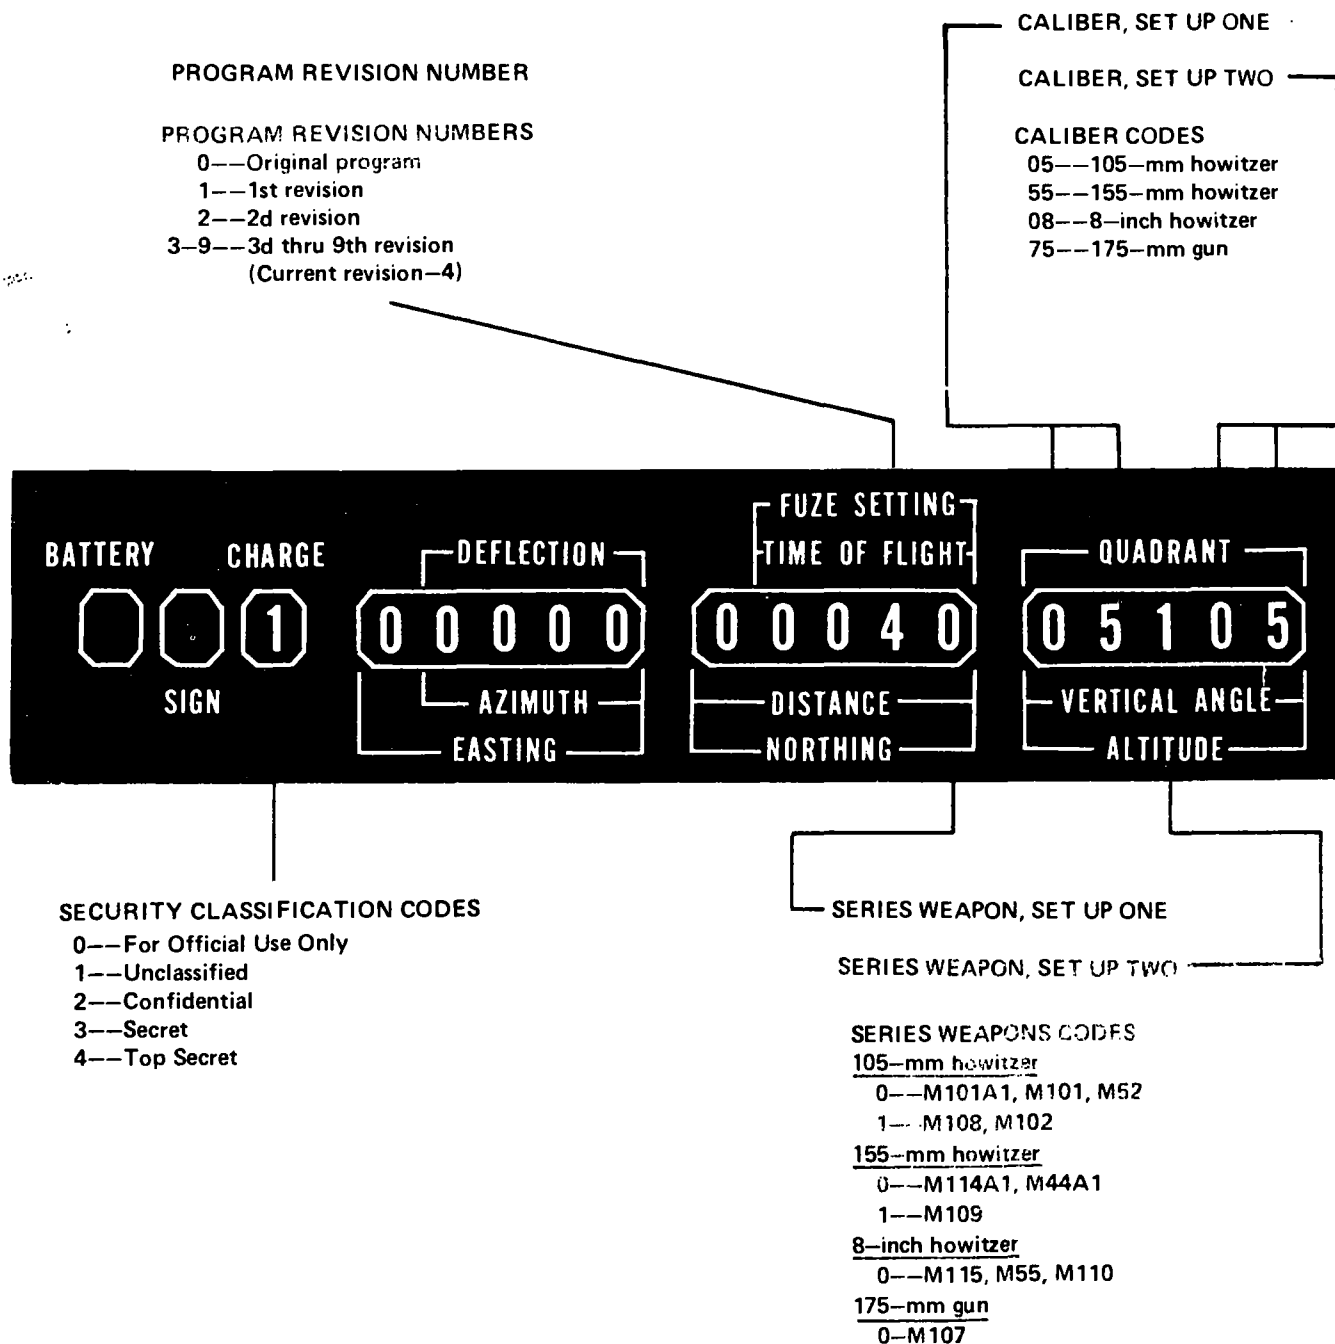 CALIBER, SET UP ONE
CALIBER, SET UP TWO
CALIBER CODES
05--105-mm howitzer
55--155-mm howitzer
08--8-inch howitzer
75--175-mm gun
PROGRAM REVISION NUMBER
PROGRAM REVISION NUMBERS
0--Original program
1--1st revision
2--2d revision
3-9--3d thru 9th revision
(Current revision-4)
BATTERY
CHARGE
DEFLECTION
FUZE SETTING
TIME OF FLIGHT
QUADRANT
1
0 0 0 0 0
0 0 0 4 0
0 5 1 0 5
SIGN
AZIMUTH
EASTING
DISTANCE
NORTHING
VERTICAL ANGLE
ALTITUDE
SECURITY CLASSIFICATION CODES
0--For Official Use Only
1--Unclassified
2--Confidential
3--Secret
4--Top Secret
SERIES WEAPON, SET UP ONE
SERIES WEAPON, SET UP TWO
SERIES WEAPONS CODES
105-mm howitzer
0--M101A1, M101, M52
1--M108, M102
155-mm howitzer
0--M114A1, M44A1
1--M109
8-inch howitzer
0--M115, M55, M110
175-mm gun
0-M107